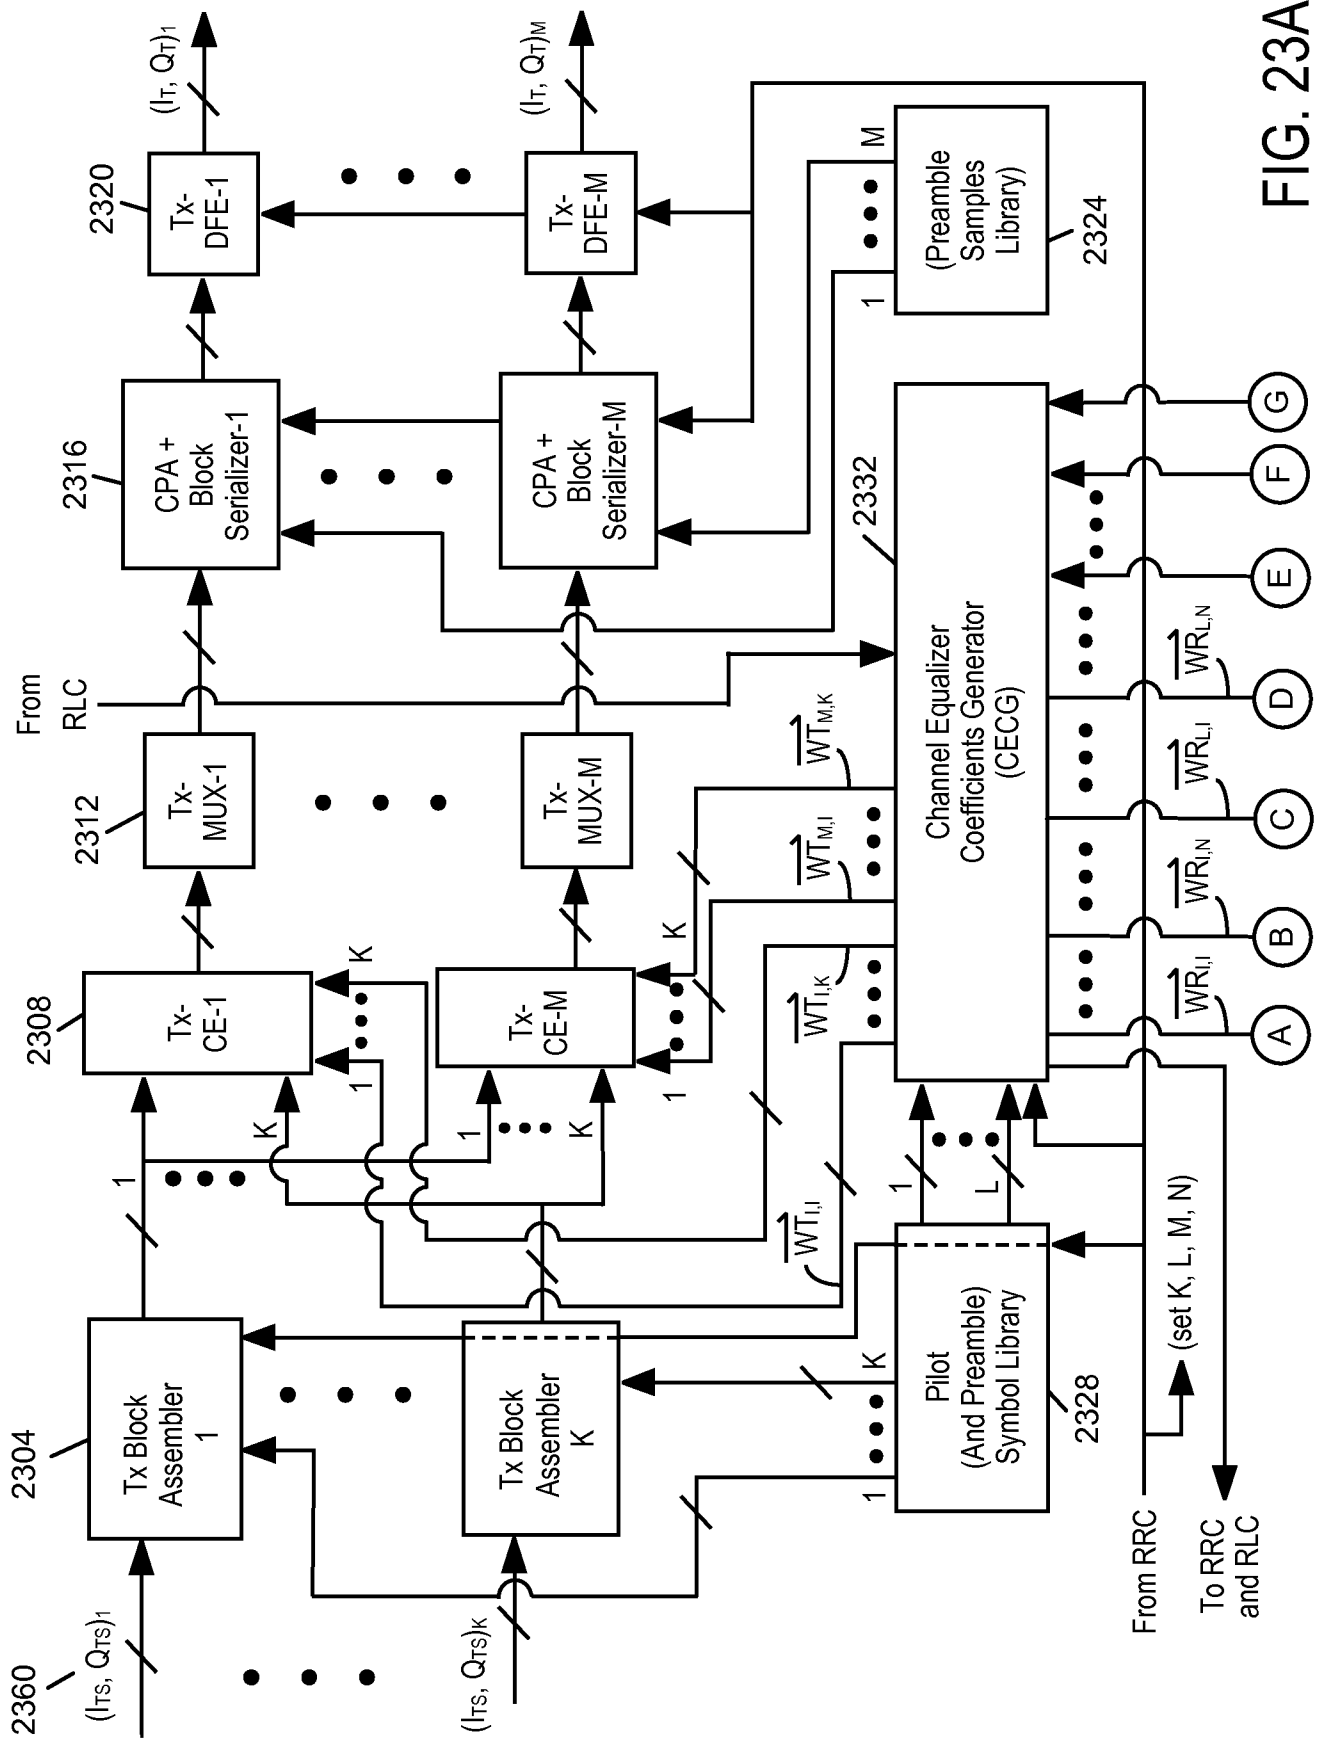 2360
(ITS, QTS)1
(ITS, QTS)K
2304
Tx Block
Assembler
1
Tx Block
Assembler
K
1
K
2308
Tx-
CE-1
1
K
Tx-
CE-M
1
K
1
K
2312
Tx-
MUX-1
Tx-
MUX-M
From
RLC
2316
CPA +
Block
Serializer-1
CPA +
Block
Serializer-M
2320
Tx-
DFE-1
Tx-
DFE-M
(IT, QT)1
(IT, QT)M
1
K
Pilot
(And Preamble)
Symbol Library
2328
1
L
WTI,I
WTI,K
WTM,I
WTM,K
2332
Channel Equalizer
Coefficients Generator
(CECG)
1
M
(Preamble
Samples
Library)
2324
From RRC
(set K, L, M, N)
To RRC
and RLC
WRI,I
WRI,N
WRL,I
WRL,N
A
B
C
D
E
F
G
FIG. 23A